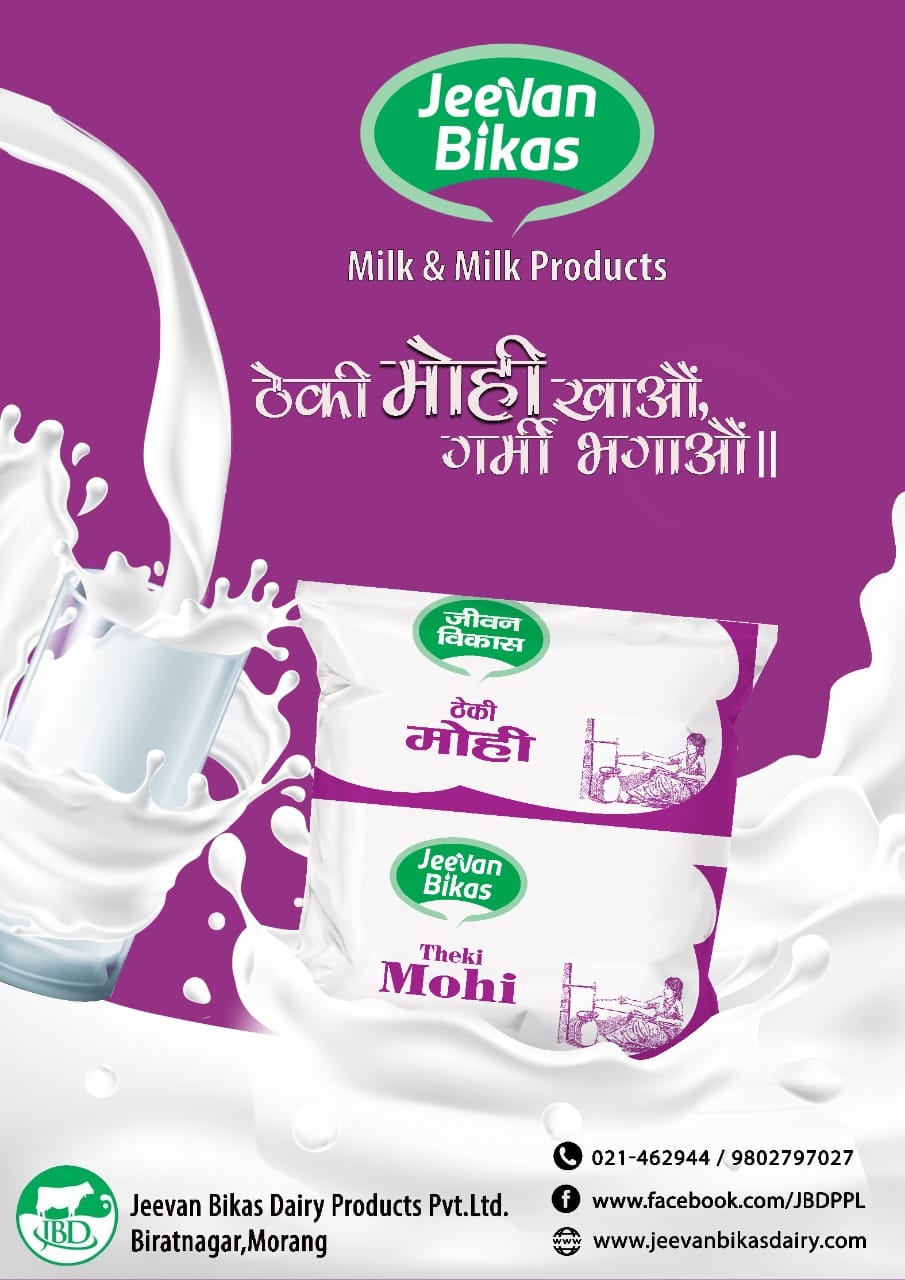 Jeevan
Bikas
Milk & Milk Products
ठेकी मोही खाऔं,
गर्मी भगाऔं॥
जीवन
विकास
ठेकी
मोही
Jeevan
Bikas
Theki
Mohi
021-462944 / 9802797027
www.facebook.com/JBDPPL
www.jeevanbikasdairy.com
JBD
Jeevan Bikas Dairy Products Pvt.Ltd.
Biratnagar,Morang